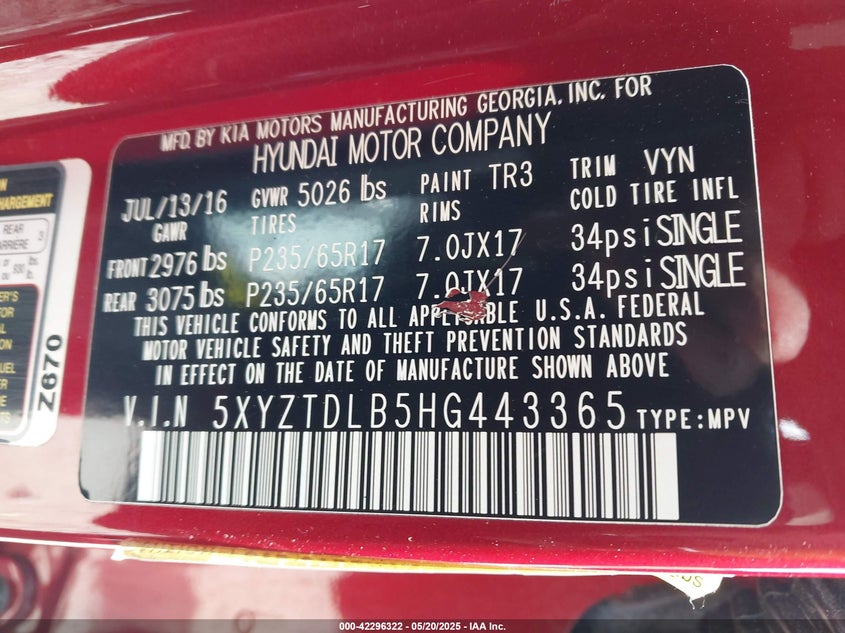 MFD. BY KIA MOTORS MANUFACTURING GEORGIA, INC. FOR
HYUNDAI MOTOR COMPANY
JUL/13/16 GVWR 5026 lbs PAINT TR3 TRIM VYN
GAWR TIRES RIMS COLD TIRE INFL
FRONT 2976 lbs P235/65R17 7.0JX17 34psi SINGLE
REAR 3075 lbs P235/65R17 7.0JX17 34psi SINGLE
THIS VEHICLE CONFORMS TO ALL U.S.A. FEDERAL
MOTOR VEHICLE SAFETY AND THEFT PREVENTION STANDARDS
IN EFFECT ON THE DATE OF MANUFACTURE SHOWN ABOVE
V.I.N 5XYZTDLB5HG443365 TYPE:MPV
REAR
Z670
000-42296322 | 05/20/2025 | IAA Inc.